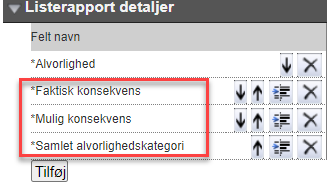 Listerapport detaljer
Felt navn
*Alvorlighed
*Faktisk konsekvens
*Mulig konsekvens
*Samlet alvorlighedskategori
Tilføj